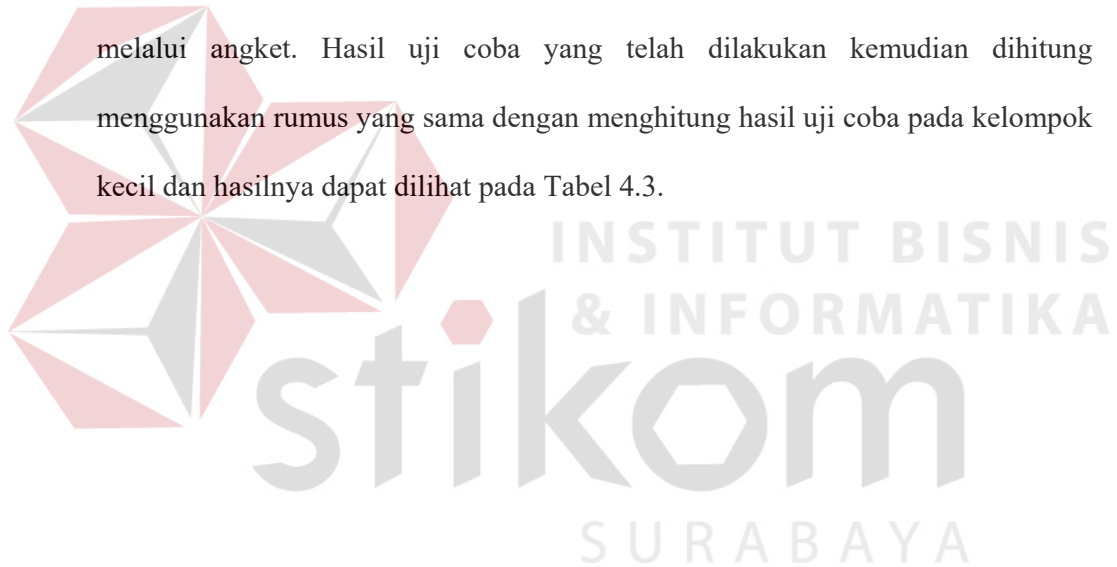 melalui angket. Hasil uji coba yang telah dilakukan kemudian dihitung
menggunakan rumus yang sama dengan menghitung hasil uji coba pada kelompok
kecil dan hasilnya dapat dilihat pada Tabel 4.3.
INSTITUT BISNIS
& INFORMATIKA
stikom
SURABAYA